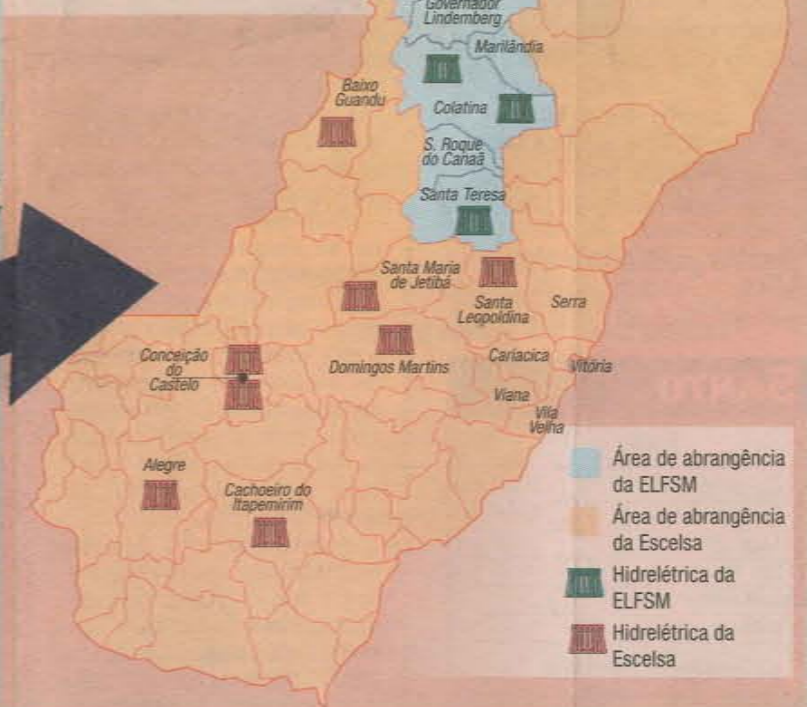 Governador
Lindemberg
Marilândia
Baixo
Guandu
Colatina
S. Roque
do Canaã
Santa Teresa
Santa Maria
de Jetibá
Santa
Leopoldina
Serra
Conceição
do
Castelo
Domingos Martins
Cariacica
Vitória
Viana
Vila
Velha
Alegre
Cachoeiro do
Itapemirim
Área de abrangência
da ELFSM
Área de abrangência
da Escelsa
Hidrelétrica da
ELFSM
Hidrelétrica da
Escelsa